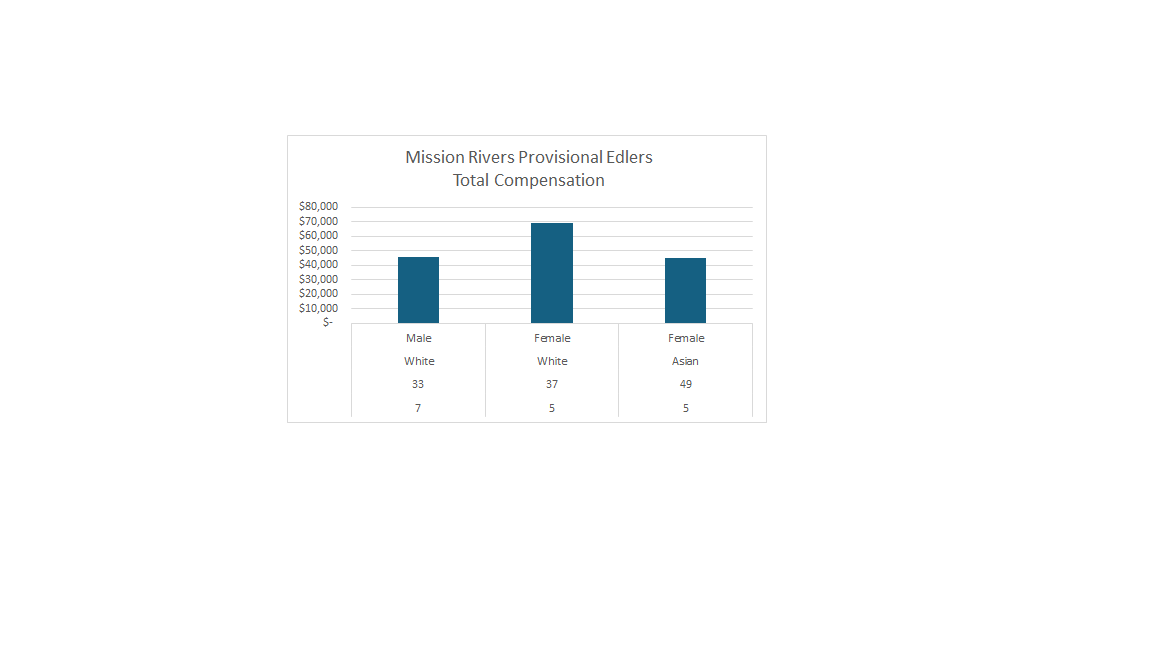 Mission Rivers Provisional Edlers
Total Compensation
$80,000
$70,000
$60,000
$50,000
$40,000
$30,000
$20,000
$10,000
$-
Male Female Female
White White Asian
33 37 49
7 5 5